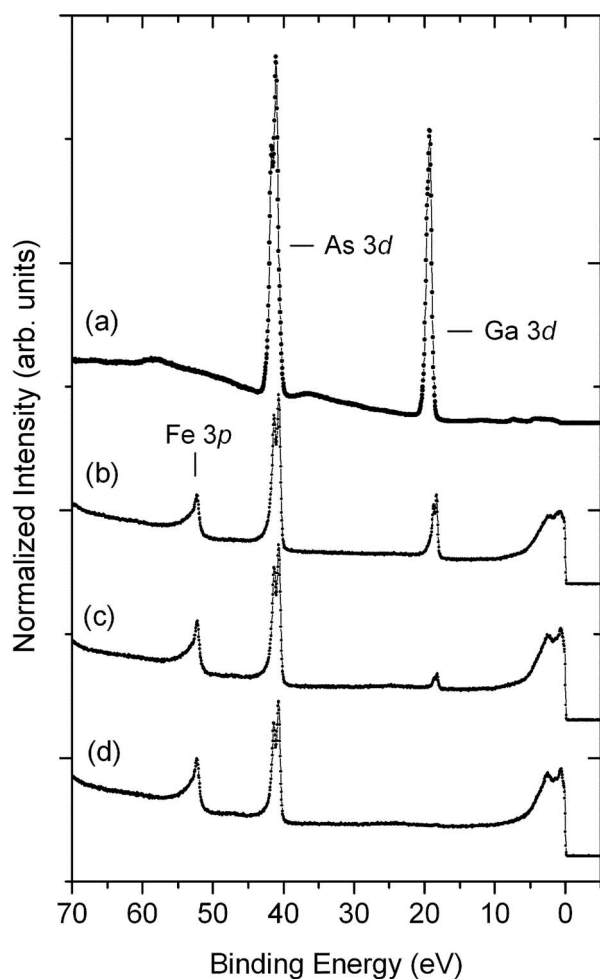 (a)
As 3d
Ga 3d
Fe 3p
(b)
(c)
(d)
Normalized Intensity (arb. units)
70 60 50 40 30 20 10 0
Binding Energy (eV)